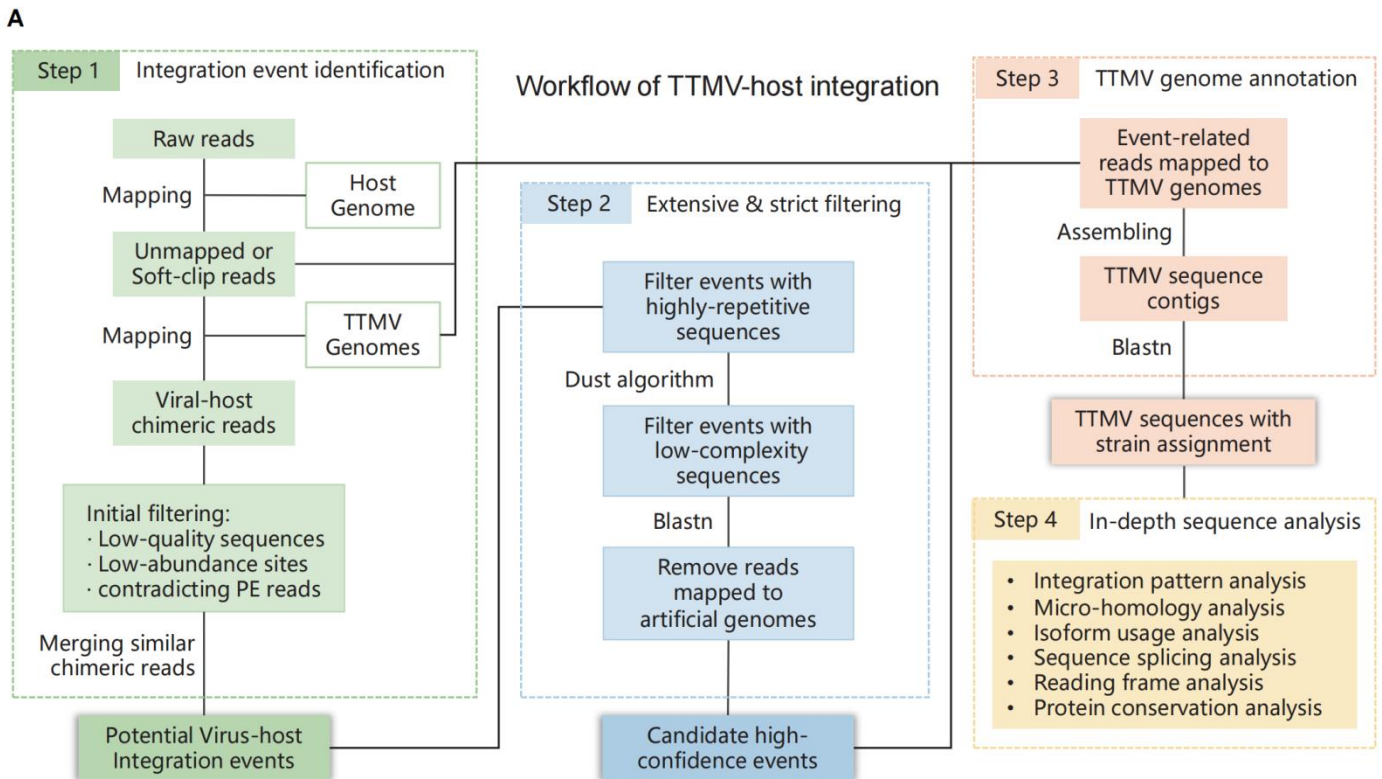 A
Workflow of TTMV-host integration
Step 1
Integration event identification
Raw reads
Mapping
Host
Genome
Unmapped or
Soft-clip reads
Mapping
TTMV
Genomes
Viral-host
chimeric reads
Initial filtering:
· Low-quality sequences
· Low-abundance sites
· contradicting PE reads
Merging similar
chimeric reads
Potential Virus-host
Integration events
Step 2
Extensive & strict filtering
Filter events with
highly-repetitive
sequences
Dust algorithm
Filter events with
low-complexity
sequences
Blastn
Remove reads
mapped to
artificial genomes
Candidate high-
confidence events
Step 3
TTMV genome annotation
Event-related
reads mapped to
TTMV genomes
Assembling
TTMV sequence
contigs
Blastn
TTMV sequences with
strain assignment
Step 4
In-depth sequence analysis
• Integration pattern analysis
• Micro-homology analysis
• Isoform usage analysis
• Sequence splicing analysis
• Reading frame analysis
• Protein conservation analysis